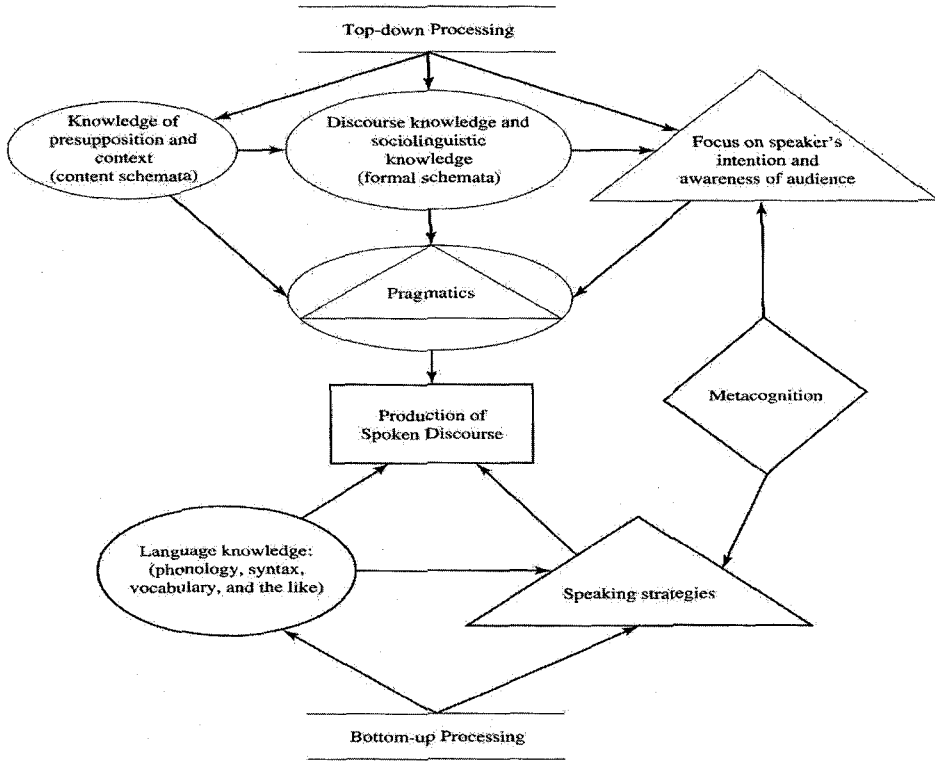 Top-down Processing
Knowledge of
presupposition and
context
(content schemata)
Discourse knowledge and
sociolinguistic
knowledge
(formal schemata)
Focus on speaker's
intention and
awareness of audience
Pragmatics
Metacognition
Production of
Spoken Discourse
Language knowledge:
(phonology, syntax,
vocabulary, and the like)
Speaking strategies
Bottom-up Processing